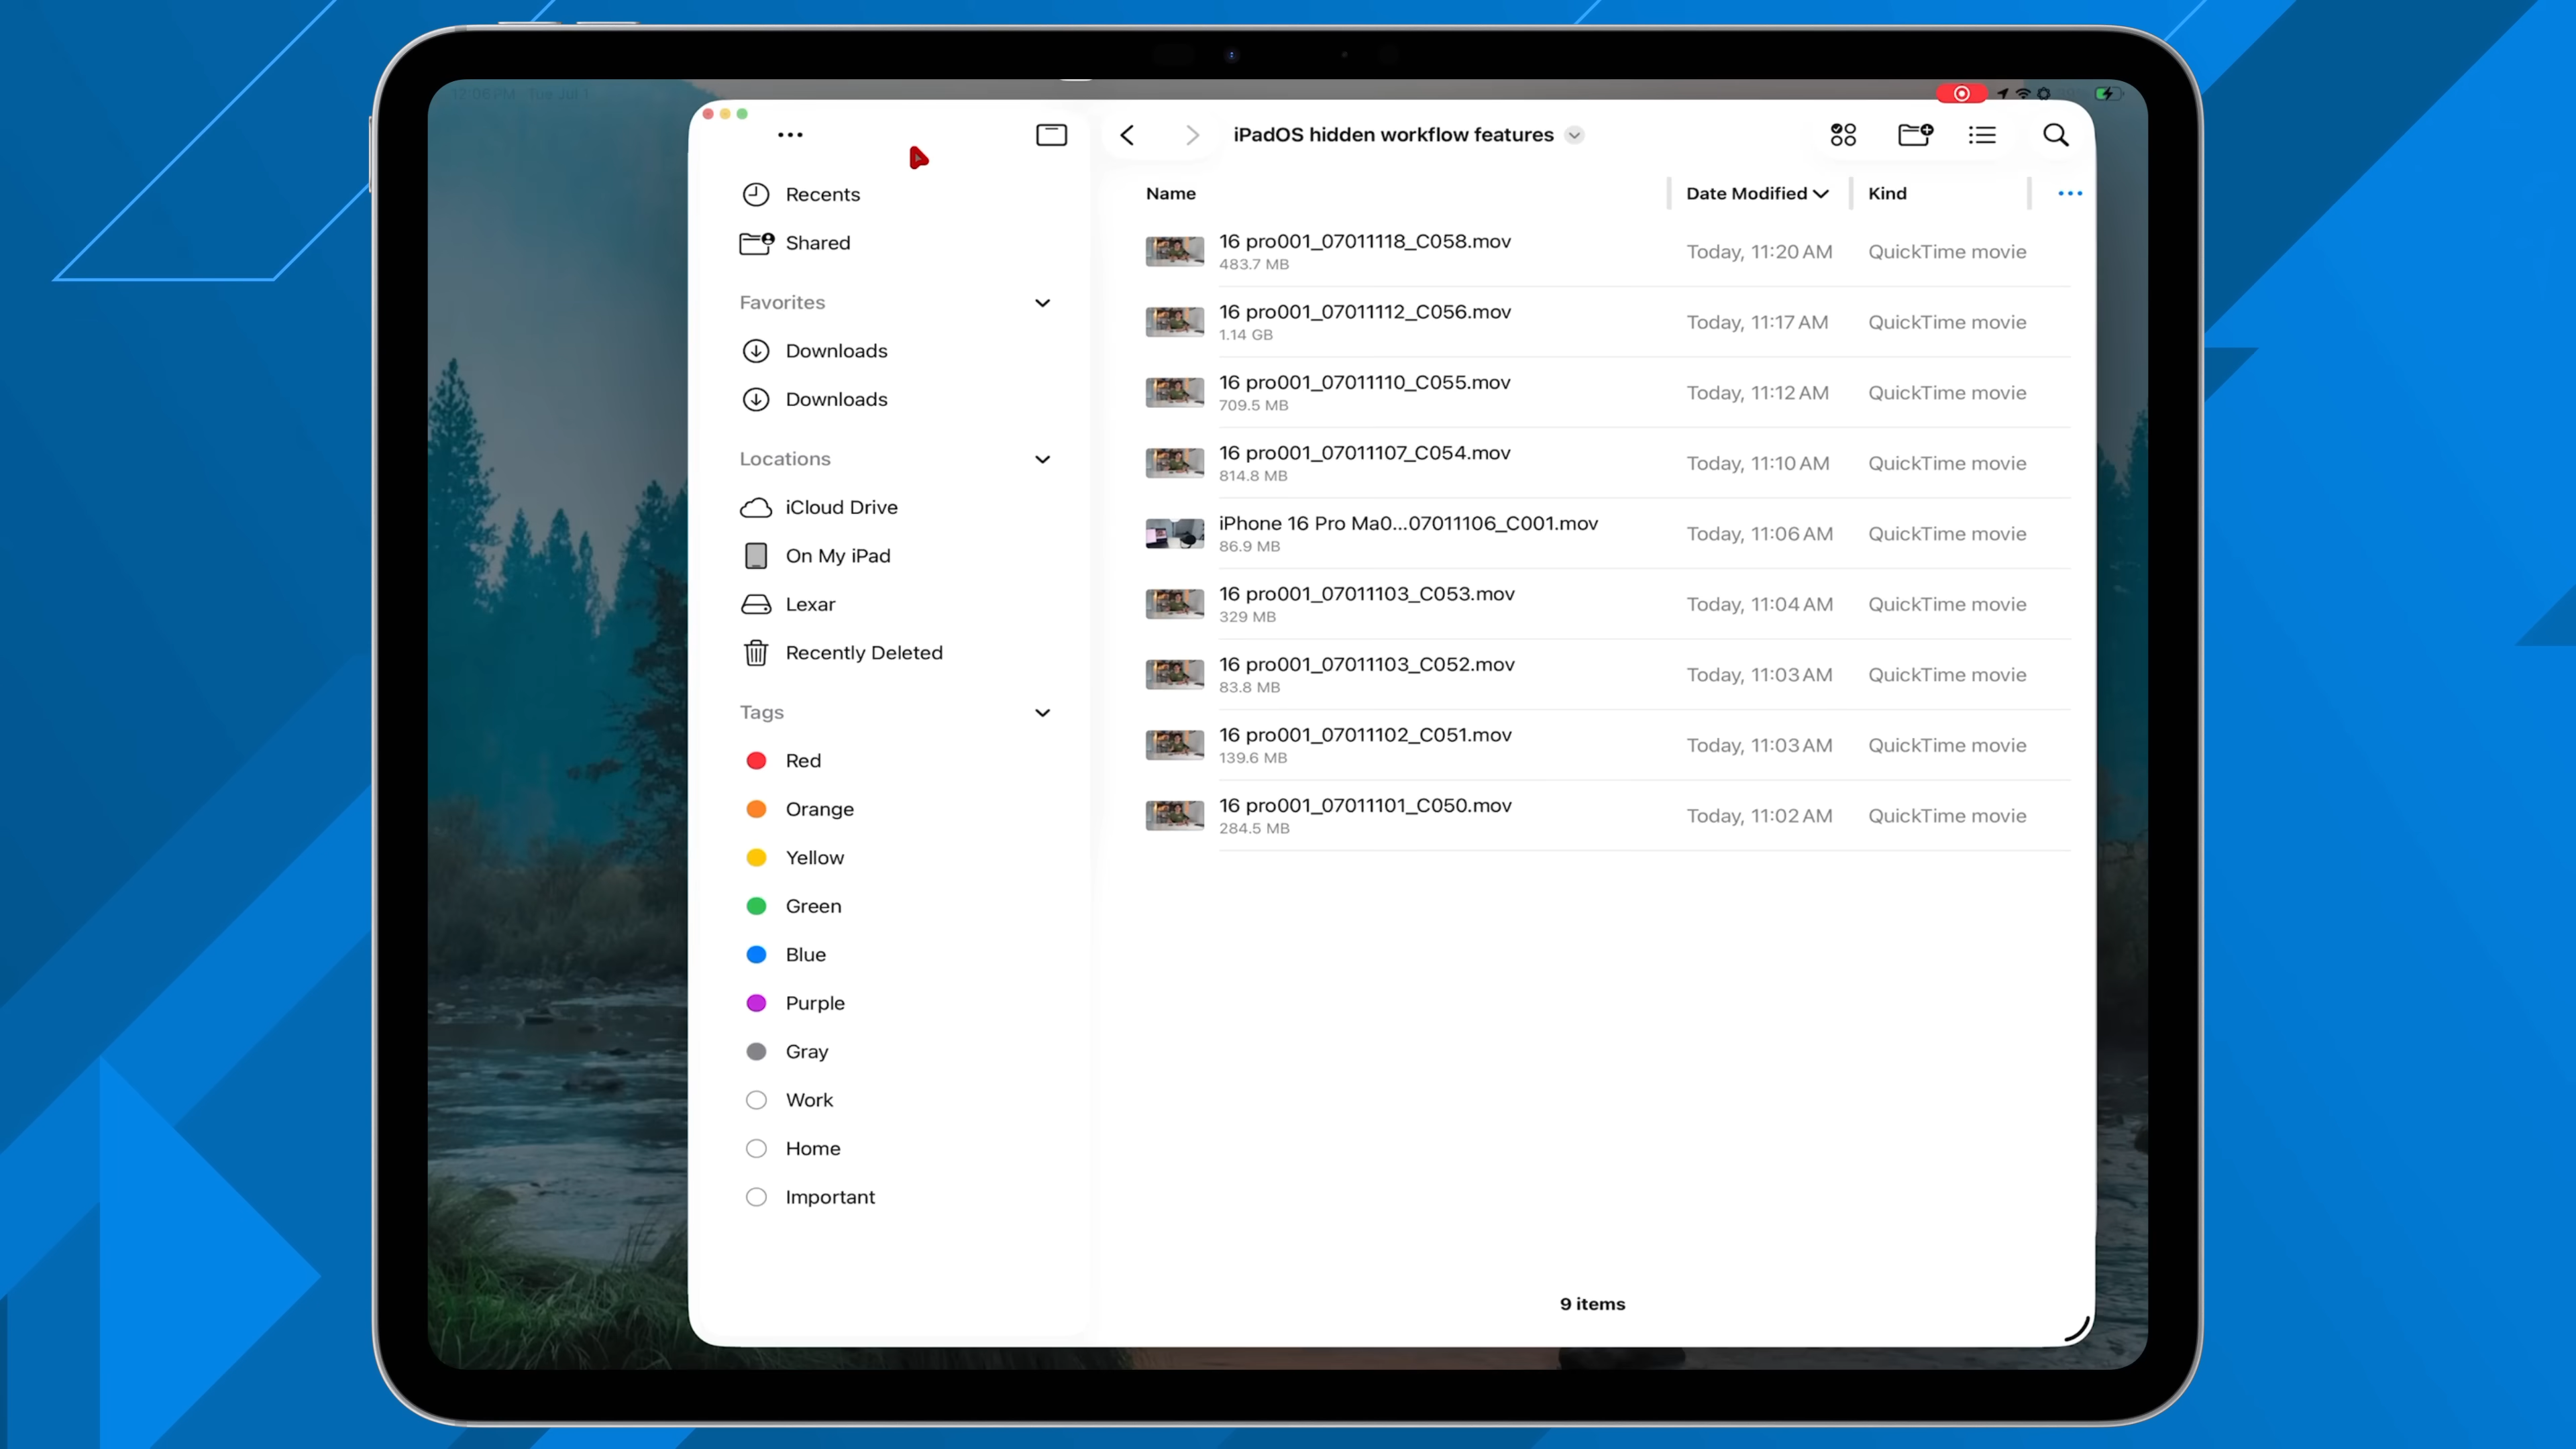 12:06 PM Tue Jul 1
iPadOS hidden workflow features
Recents
Shared
Favorites
Downloads
Downloads
Locations
iCloud Drive
On My iPad
Lexar
Recently Deleted
Tags
Red
Orange
Yellow
Green
Blue
Purple
Gray
Work
Home
Important
Name Date Modified Kind
16 pro001_07011118_C058.mov Today, 11:20 AM QuickTime movie
483.7 MB
16 pro001_07011112_C056.mov Today, 11:17 AM QuickTime movie
1.14 GB
16 pro001_07011110_C055.mov Today, 11:12 AM QuickTime movie
709.5 MB
16 pro001_07011107_C054.mov Today, 11:10 AM QuickTime movie
814.8 MB
iPhone 16 Pro Ma0...07011106_C001.mov Today, 11:06 AM QuickTime movie
86.9 MB
16 pro001_07011103_C053.mov Today, 11:04 AM QuickTime movie
329 MB
16 pro001_07011103_C052.mov Today, 11:03 AM QuickTime movie
83.8 MB
16 pro001_07011102_C051.mov Today, 11:03 AM QuickTime movie
139.6 MB
16 pro001_07011101_C050.mov Today, 11:02 AM QuickTime movie
284.5 MB
9 items